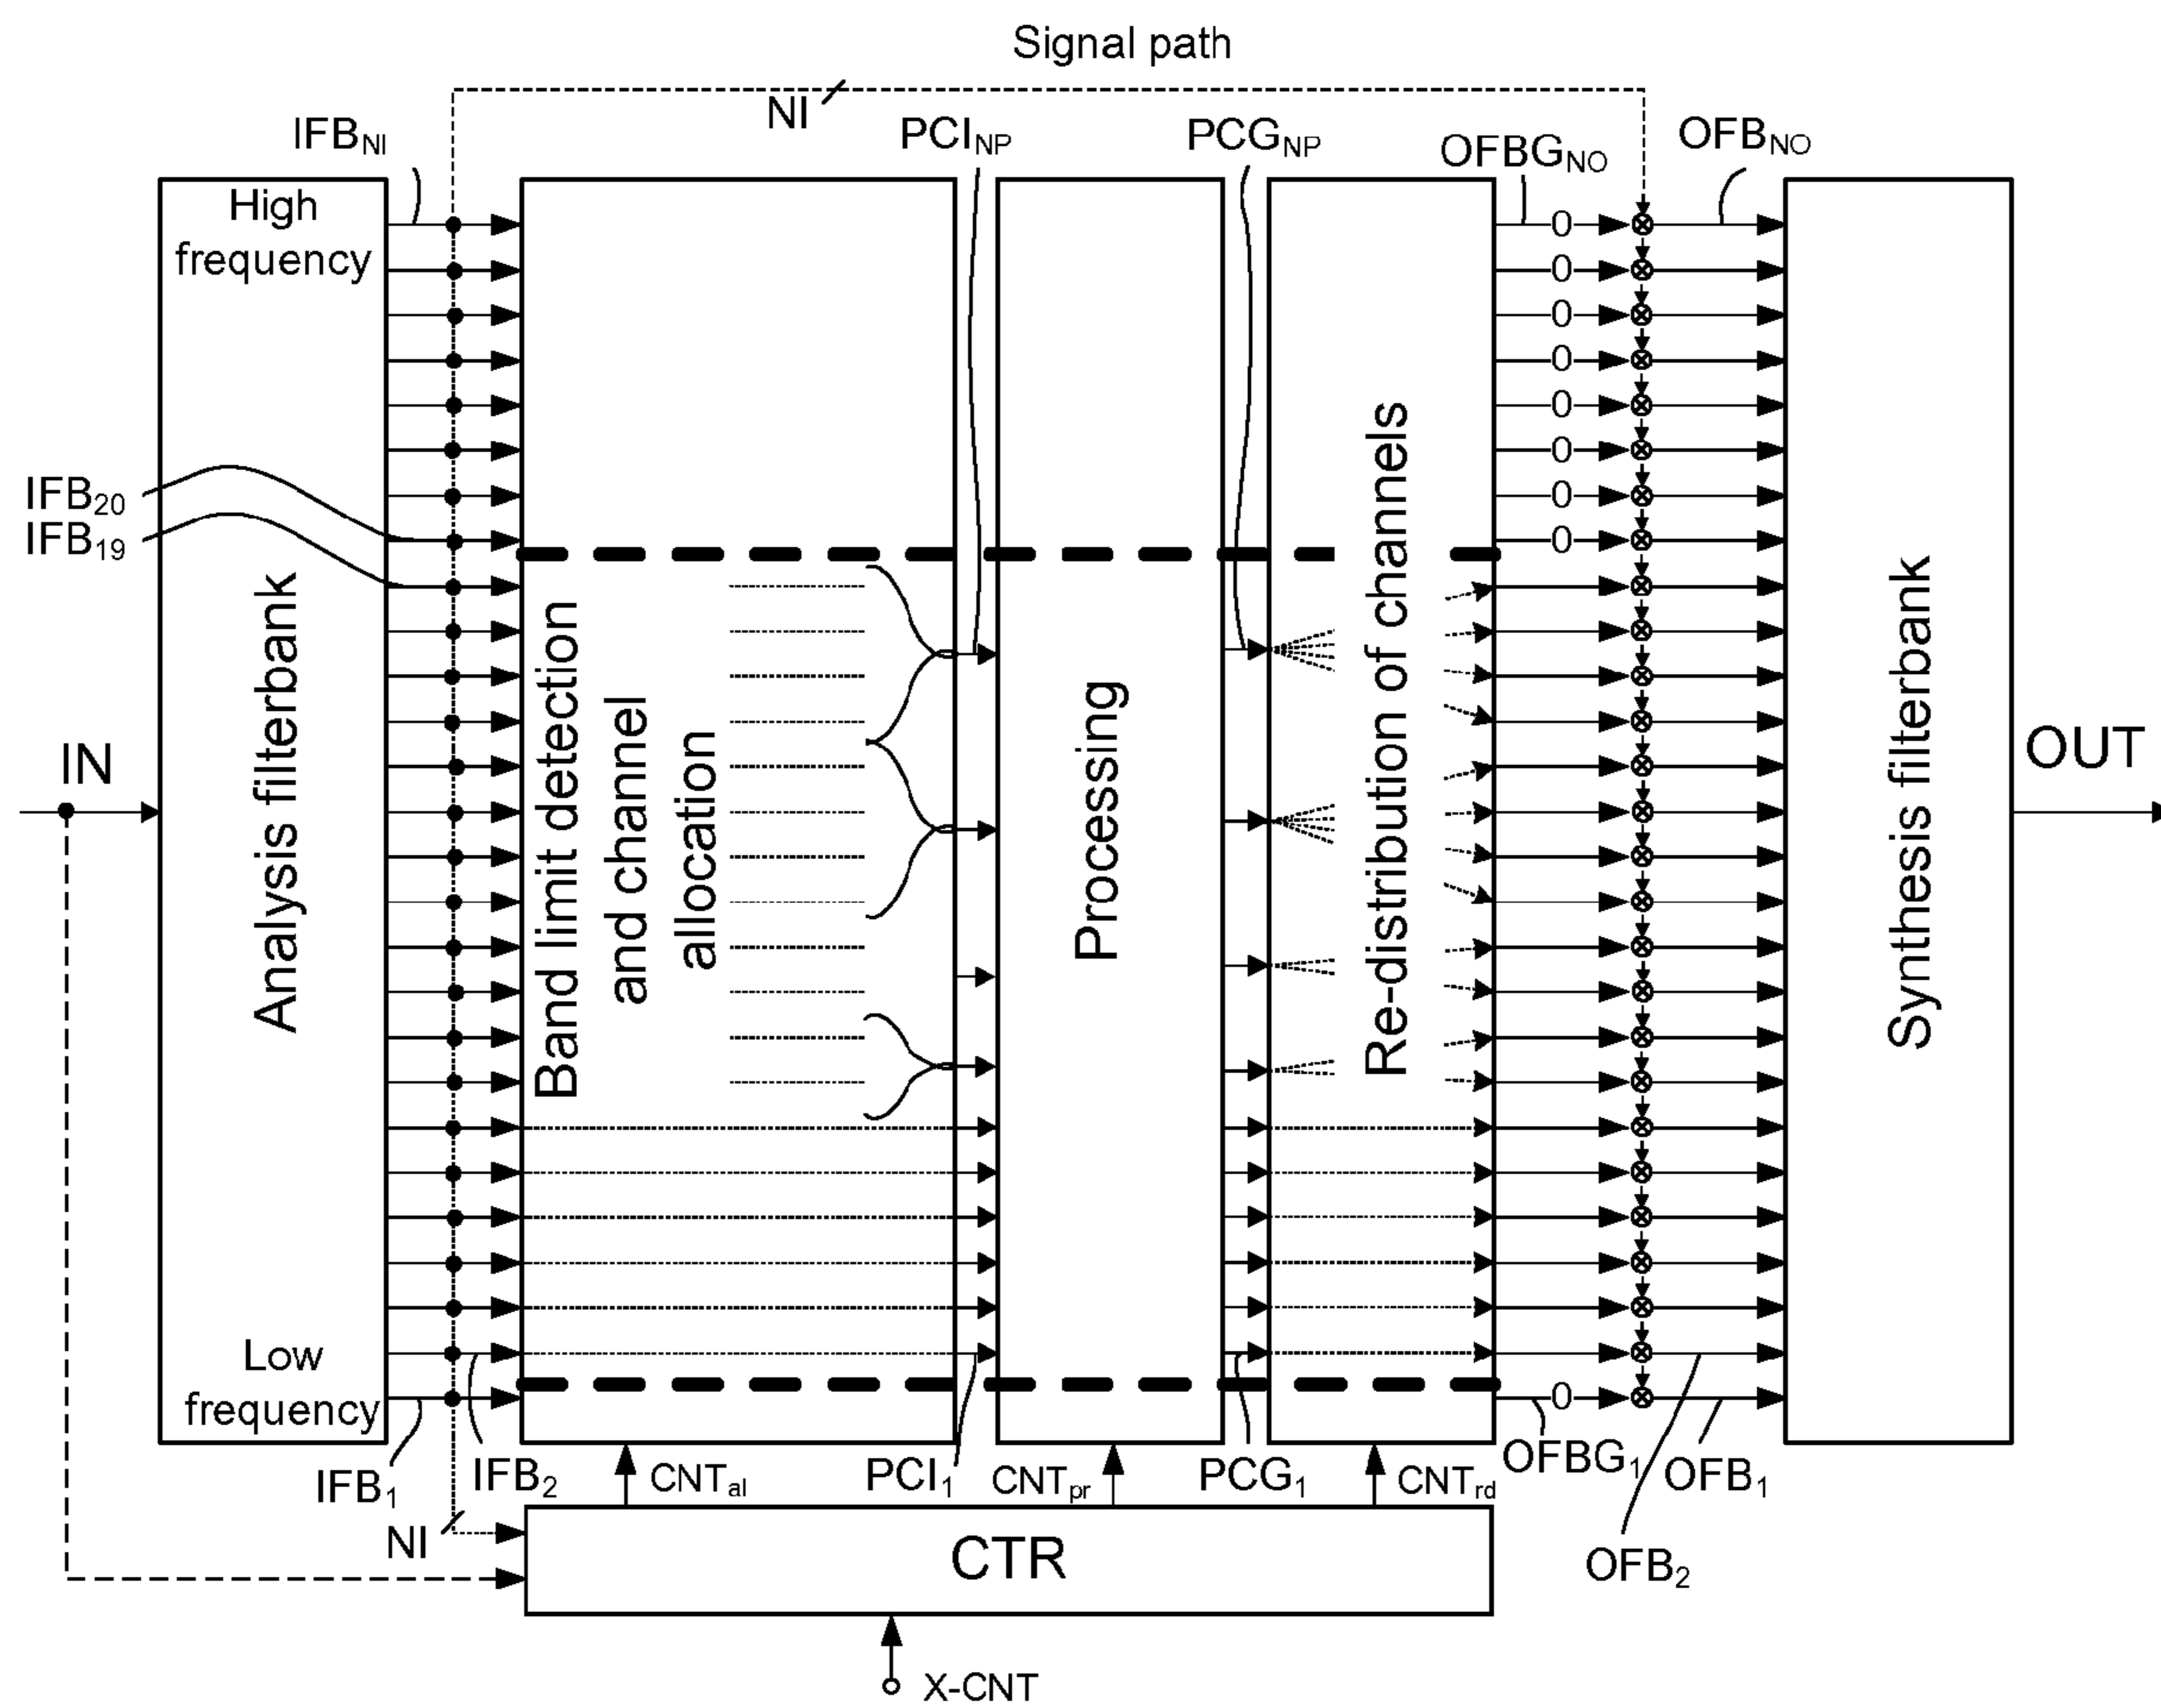 Signal path
NI
IFB_NI
PCI_NP
PCG_NP
OFBG_NO
OFB_NO
High
frequency
0
0
0
0
0
0
0
0
IFB_20
IFB_19
Analysis filterbank
Band limit detection
and channel
allocation
Processing
Re-distribution of channels
Synthesis filterbank
IN
OUT
Low
frequency
0
IFB_1
IFB_2
CNT_al
PCI_1
CNT_pr
PCG_1
CNT_rd
OFBG_1
OFB_1
NI
CTR
OFB_2
X-CNT